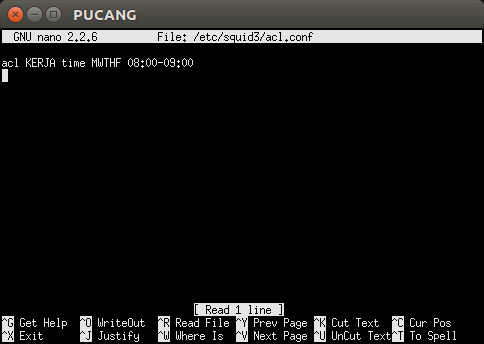 PUCANG
GNU nano 2.2.6 File: /etc/squid3/acl.conf
acl KERJA time MWTHF 08:00-09:00
[ Read 1 line ]
^G Get Help ^O WriteOut ^R Read File ^Y Prev Page ^K Cut Text ^C Cur Pos
^X Exit ^J Justify ^W Where Is ^V Next Page ^U UnCut Text ^T To Spell